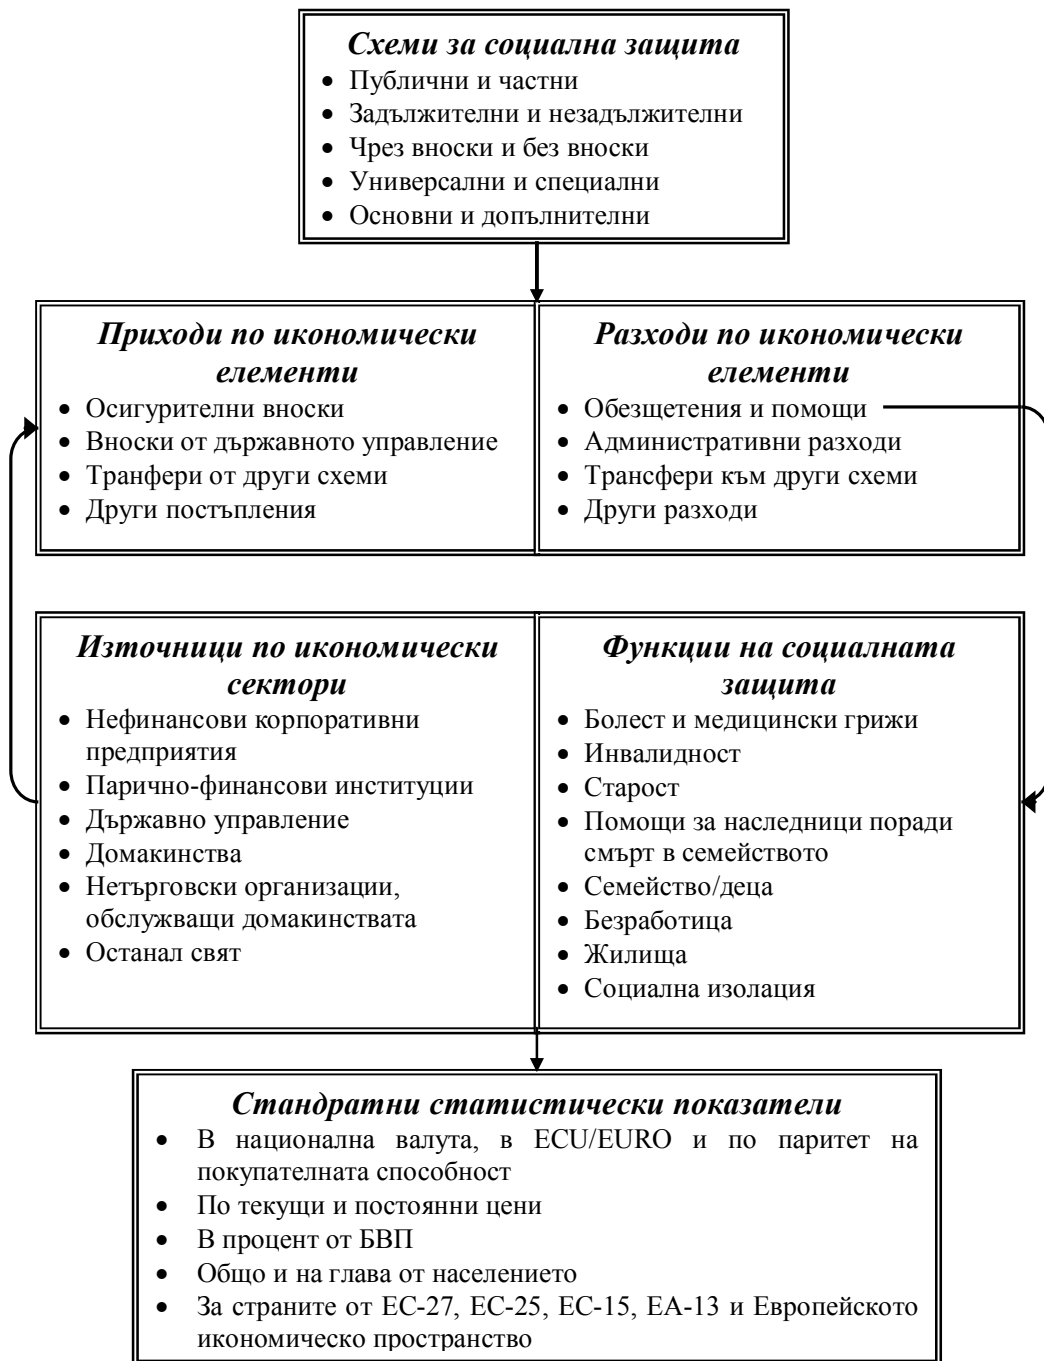 Схеми за социална защита
• Публични и частни
• Задължителни и незадължителни
• Чрез вноски и без вноски
• Универсални и специални
• Основни и допълнителни
Приходи по икономически
елементи
• Осигурителни вноски
• Вноски от държавното управление
• Транфери от други схеми
• Други постъпления
Разходи по икономически
елементи
• Обезщетения и помощи
• Административни разходи
• Трансфери към други схеми
• Други разходи
Източници по икономически
сектори
• Нефинансови корпоративни
предприятия
• Парично-финансови институции
• Държавно управление
• Домакинства
• Нетърговски организации,
обслужващи домакинствата
• Останал свят
Функции на социалната
защита
• Болест и медицински грижи
• Инвалидност
• Старост
• Помощи за наследници поради
смърт в семейството
• Семейство/деца
• Безработица
• Жилища
• Социална изолация
Стандратни статистически показатели
• В национална валута, в ECU/EURO и по паритет на
покупателната способност
• По текущи и постоянни цени
• В процент от БВП
• Общо и на глава от населението
• За страните от ЕС-27, ЕС-25, ЕС-15, ЕА-13 и Европейското
икономическо пространство